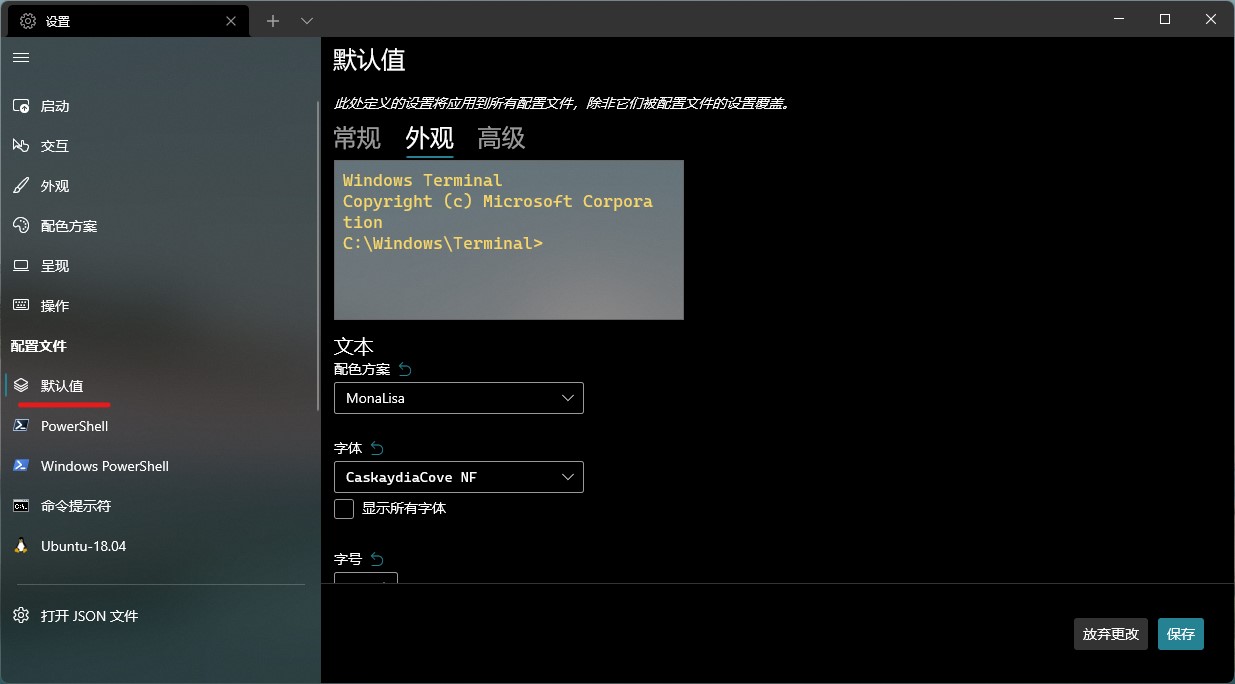 设置
启动
交互
外观
配色方案
呈现
操作
配置文件
默认值
PowerShell
Windows PowerShell
命令提示符
Ubuntu-18.04
打开 JSON 文件
默认值
此处定义的设置将应用到所有配置文件，除非它们被配置文件的设置覆盖。
常规 外观 高级
Windows Terminal
Copyright (c) Microsoft Corpora
tion
C:\Windows\Terminal>
文本
配色方案
MonaLisa
字体
CaskaydiaCove NF
显示所有字体
字号
放弃更改 保存